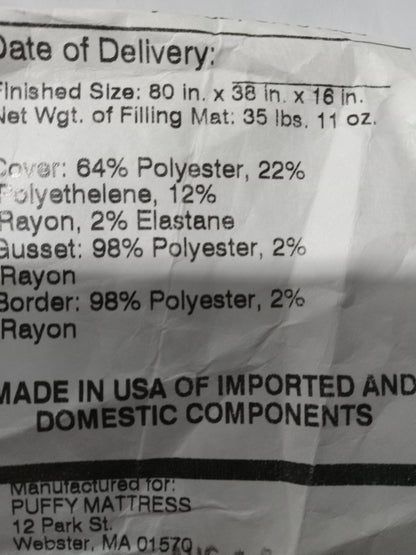 Date of Delivery:
Finished Size: 80 in. x 38 in. x 16 in.
Net Wgt. of Filling Mat: 35 lbs. 11 oz.
Cover: 64% Polyester, 22%
Polyethelene, 12%
Rayon, 2% Elastane
Gusset: 98% Polyester, 2%
Rayon
Border: 98% Polyester, 2%
Rayon
MADE IN USA OF IMPORTED AND
DOMESTIC COMPONENTS
Manufactured for:
PUFFY MATTRESS
12 Park St.
Webster, MA 01570